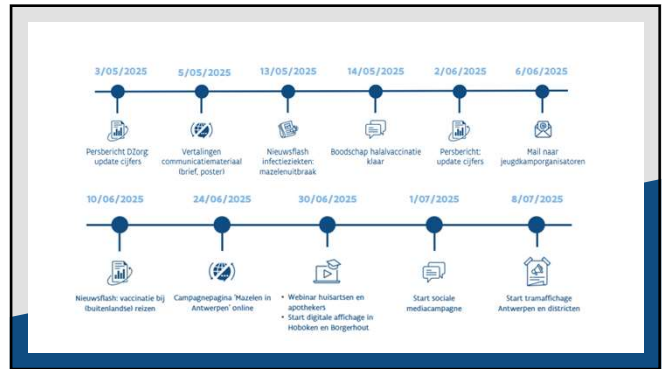 3/05/2025 5/05/2025 13/05/2025 14/05/2025 2/06/2025 6/06/2025
Persbericht DZorg:
update cijfers
Vertalingen
communicatiemateriaal
(brief, poster)
Nieuwsflash
infectieziekten:
mazelenuitbraak
Boodschap halalvaccinatie
klaar
Persbericht:
update cijfers
Mail naar
jeugdkamporganisatoren
10/06/2025 24/06/2025 30/06/2025 1/07/2025 8/07/2025
Nieuwsflash: vaccinatie bij
(buitenlandse) reizen
Campagnepagina 'Mazelen in
Antwerpen' online
• Webinar huisartsen en
apothekers
• Start digitale affichage in
Hoboken en Borgerhout
Start sociale
mediacampagne
Start tramaffichage
Antwerpen en districten